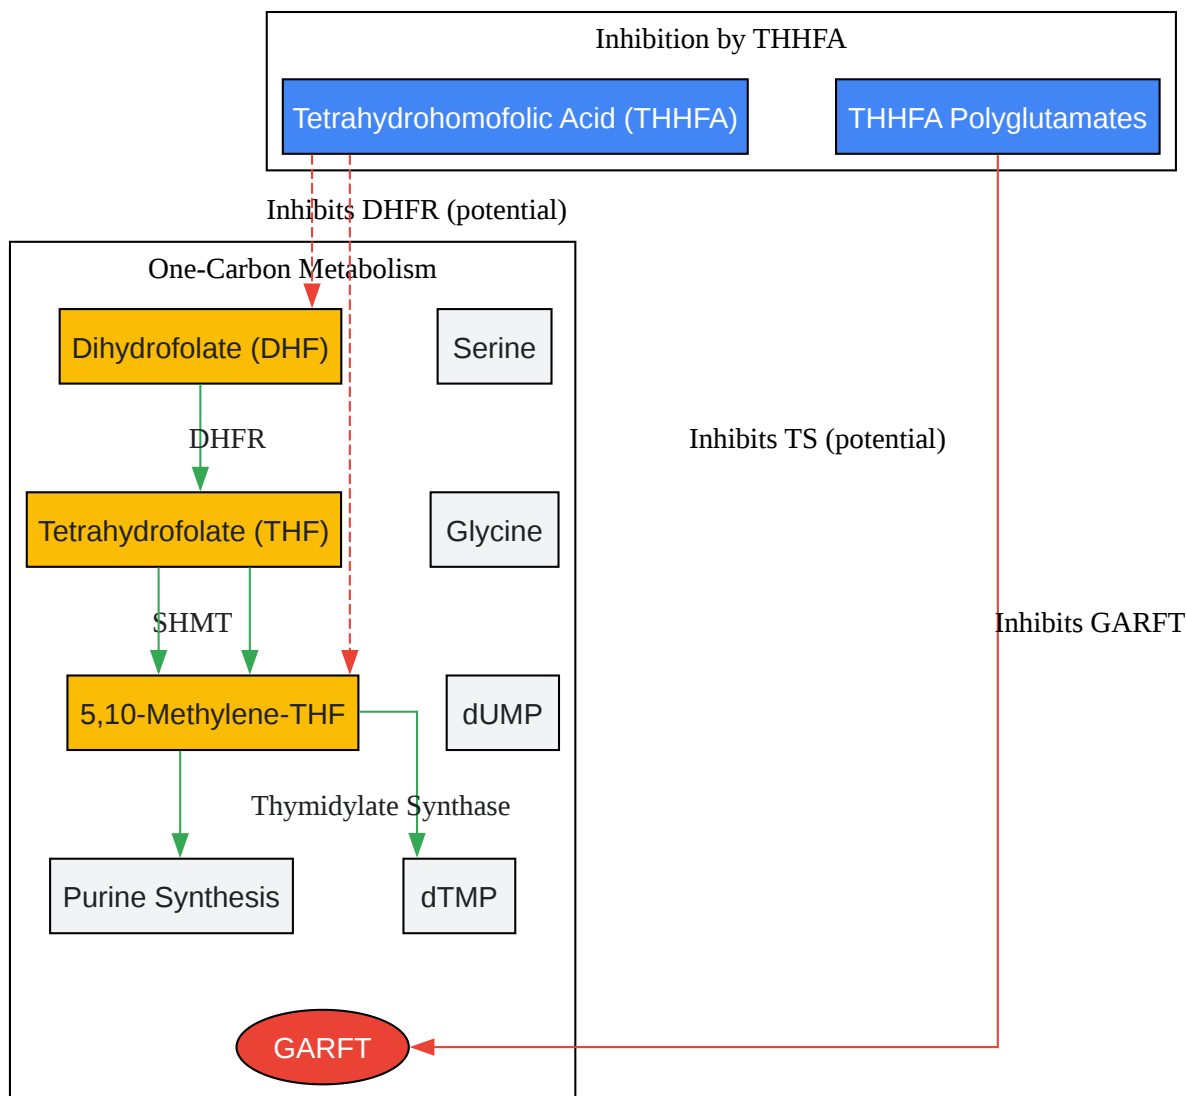 Inhibition by THHFA
Tetrahydrohomofolic Acid (THHFA)
THHFA Polyglutamates
Inhibits DHFR (potential)
One-Carbon Metabolism
Dihydrofolate (DHF)
Serine
DHFR
Inhibits TS (potential)
Tetrahydrofolate (THF)
Glycine
SHMT
Inhibits GARFT
5,10-Methylene-THF
dUMP
Thymidylate Synthase
Purine Synthesis
dTMP
GARFT